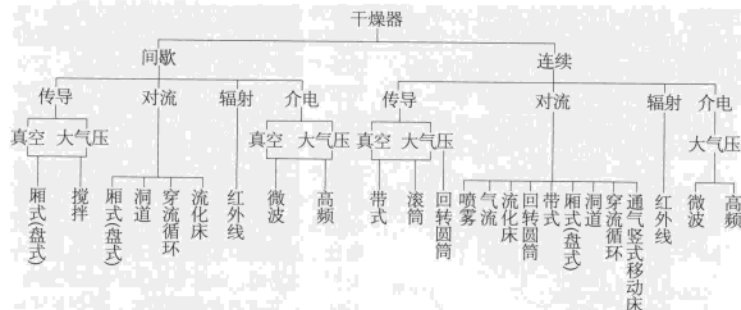 干燥器
间歇 连续
传导 对流 辐射 介电 传导 对流 辐射 介电
真空 大气压 真空 大气压 真空 大气压 大气压
厢式(盘式)
搅拌
厢式(盘式)
洞道
穿流循环
流化床
红外线
微波
高频
带式
滚筒
回转圆筒
喷雾
气流
流化床
回转圆筒
带式
厢式(盘式)
洞道
穿流循环
通气竖式移动床
红外线
微波
高频